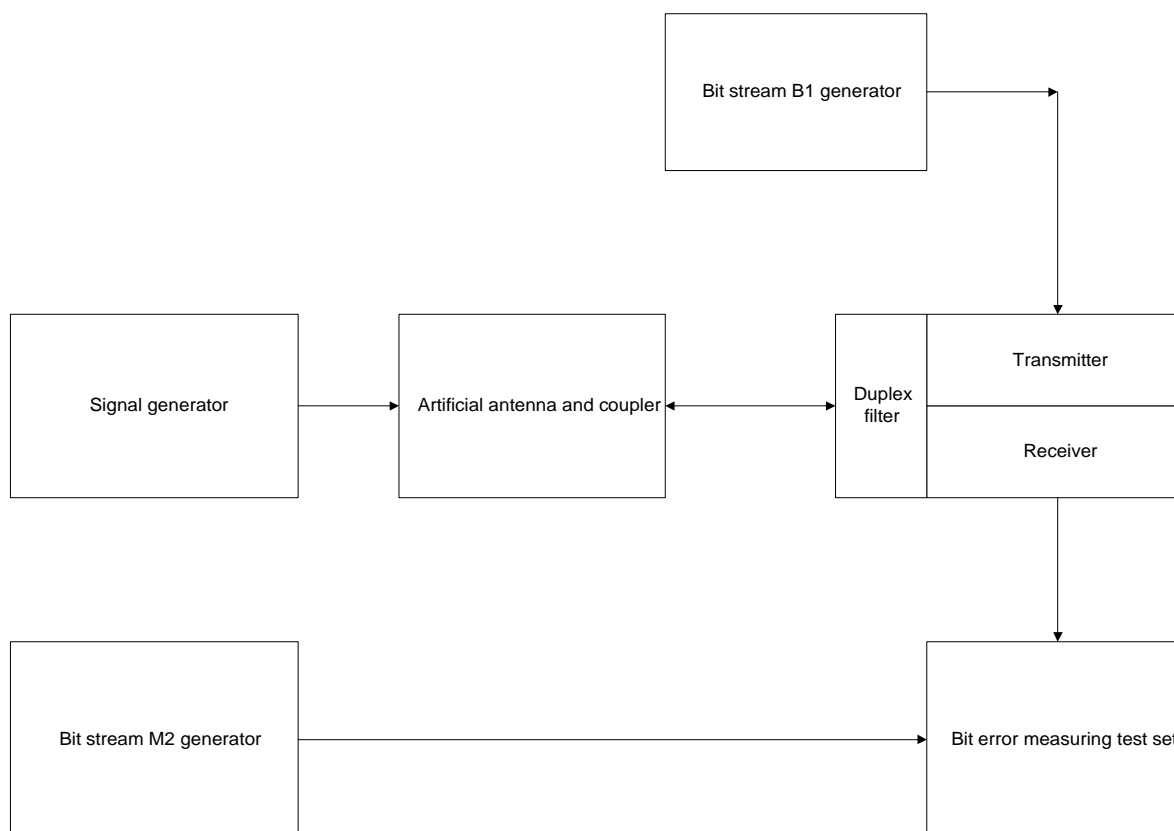 Bit stream B1 generator
Transmitter
Signal generator
Artificial antenna and coupler
Duplex
filter
Receiver
Bit stream M2 generator
Bit error measuring test set